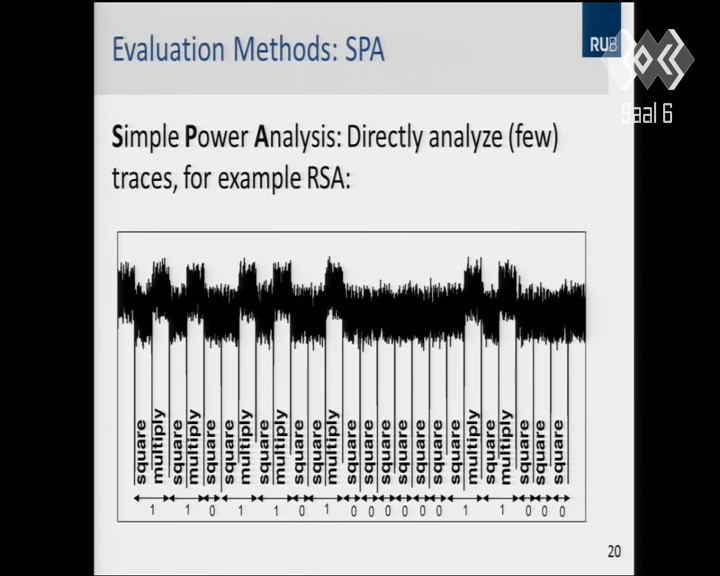 Evaluation Methods: SPA
RUB
Saal 6
Simple Power Analysis: Directly analyze (few)
traces, for example RSA:
square multiply square multiply square square multiply square multiply square square multiply square square square square square square square multiply square multiply square square square
1 1 0 1 1 0 1 0 0 0 0 0 0 1 1 0 0 0
20